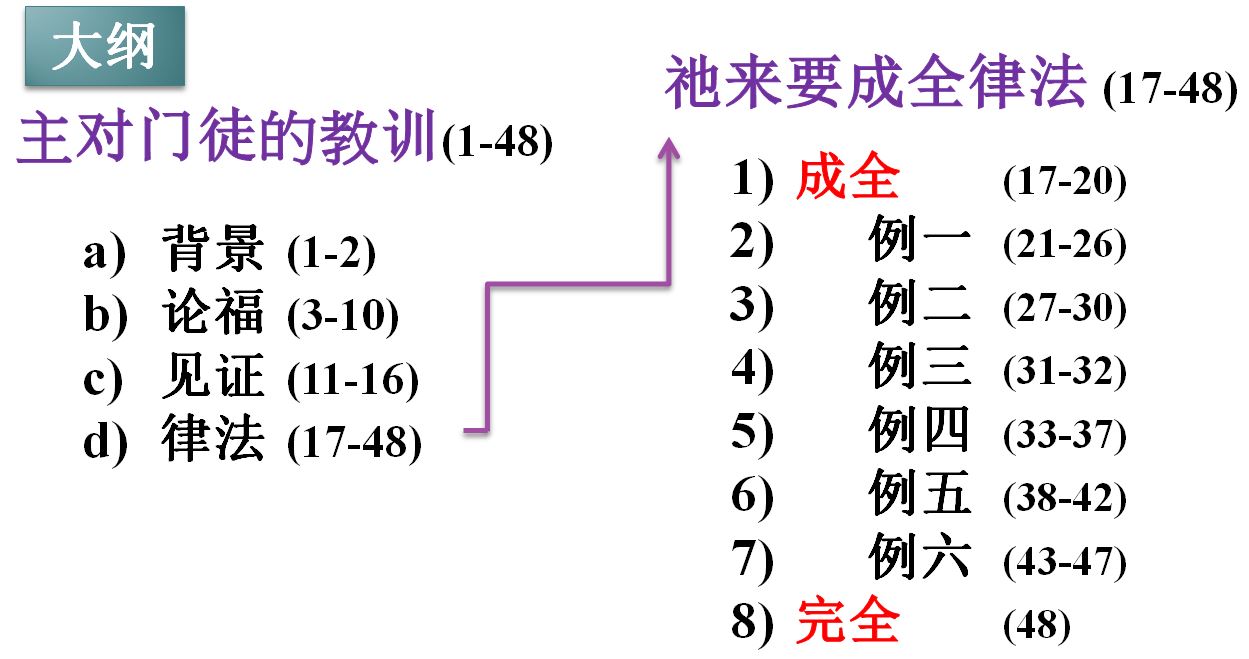 大纲
主对门徒的教训(1-48)
a) 背景 (1-2)
b) 论福 (3-10)
c) 见证 (11-16)
d) 律法 (17-48)
祂来要成全律法 (17-48)
1) 成全 (17-20)
2) 例一 (21-26)
3) 例二 (27-30)
4) 例三 (31-32)
5) 例四 (33-37)
6) 例五 (38-42)
7) 例六 (43-47)
8) 完全 (48)